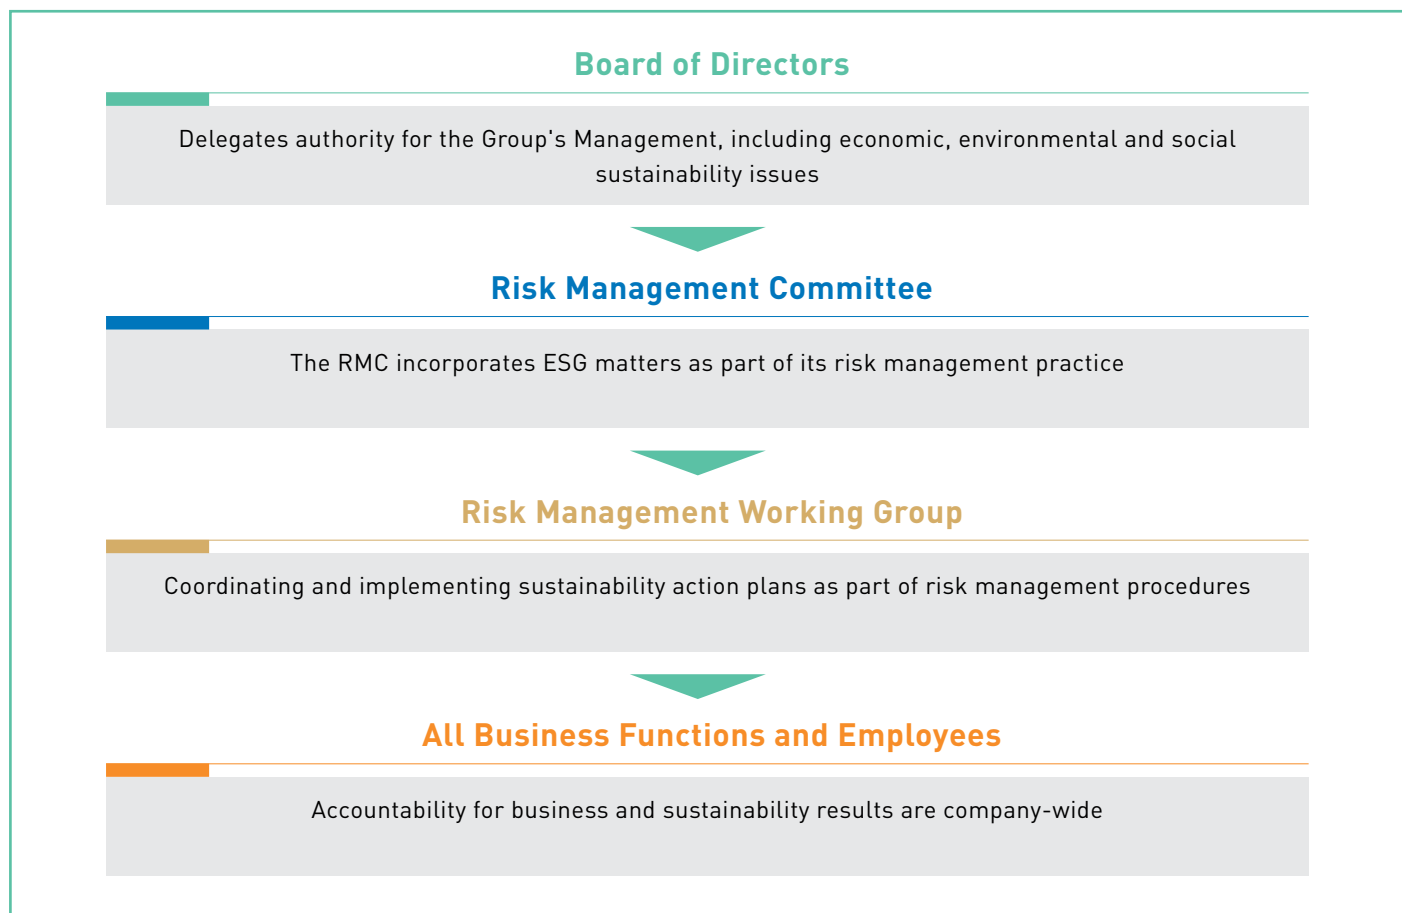 Board of Directors
Delegates authority for the Group's Management, including economic, environmental and social
sustainability issues
Risk Management Committee
The RMC incorporates ESG matters as part of its risk management practice
Risk Management Working Group
Coordinating and implementing sustainability action plans as part of risk management procedures
All Business Functions and Employees
Accountability for business and sustainability results are company-wide